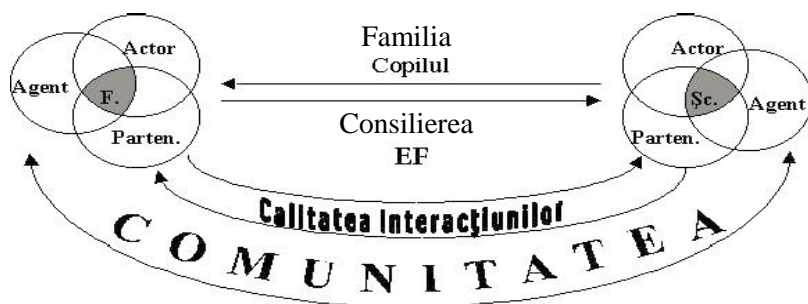 Familia
Copilul
Actor
Agent
F.
Parten.
Consilierea
EF
Actor
Şc.
Agent
Parten.
Calitatea interacţiunilor
COMUNITATEA